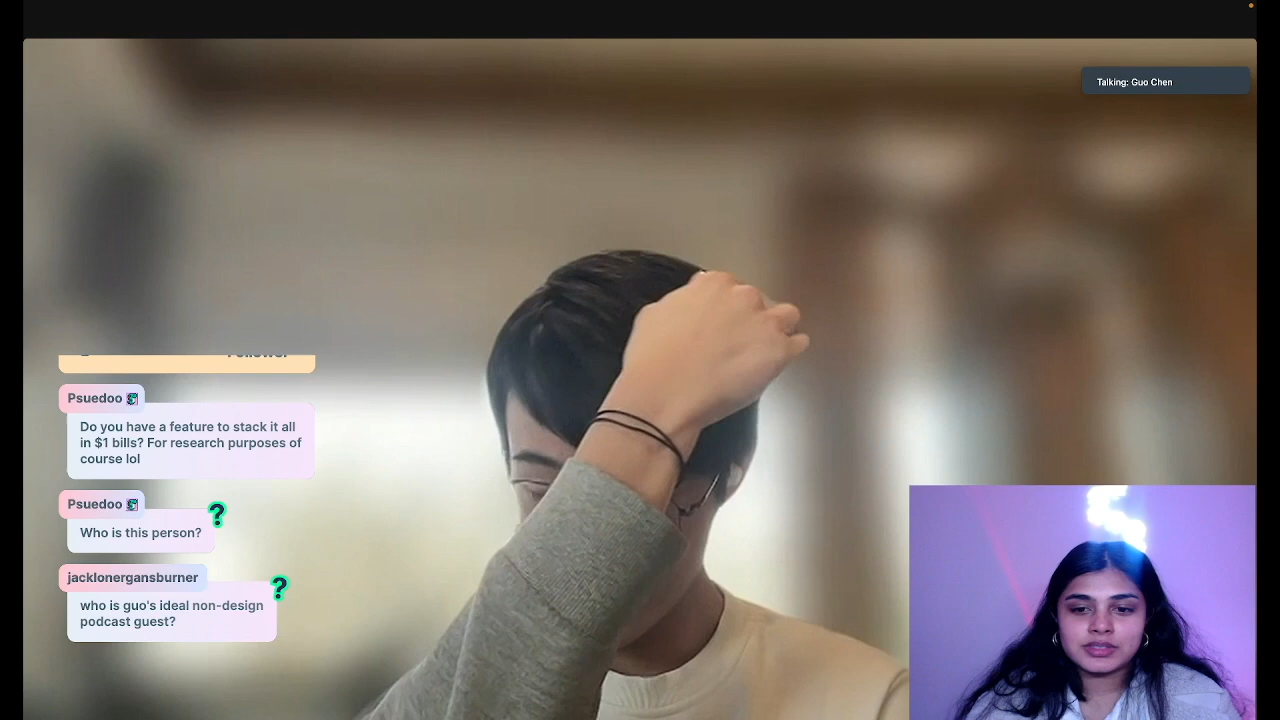 Talking: Guo Chen
Follower
Psuedoo
Do you have a feature to stack it all
in $1 bills? For research purposes of
course lol
Psuedoo
?
Who is this person?
jacklonergansburner
?
who is guo's ideal non-design
podcast guest?